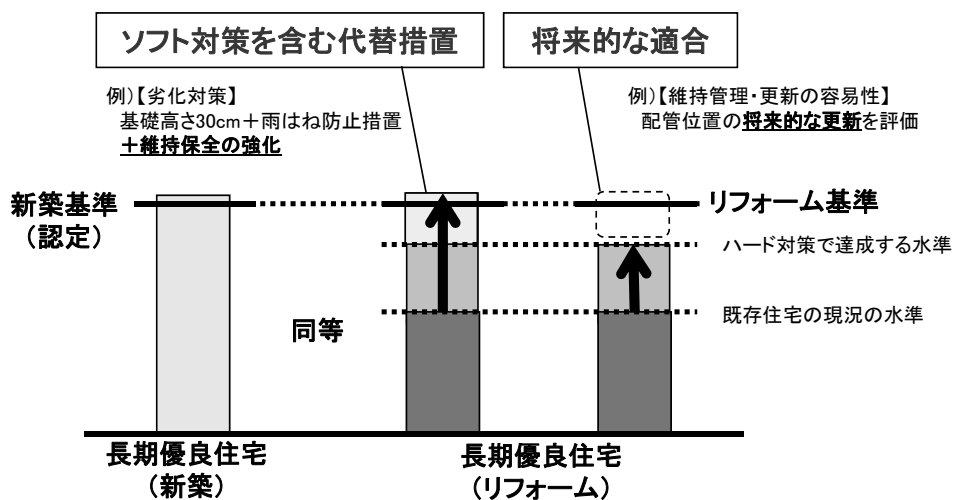 ソフト対策を含む代替措置
将来的な適合
例)【劣化対策】
基礎高さ30cm+雨はね防止措置
+維持保全の強化
例)【維持管理・更新の容易性】
配管位置の将来的な更新を評価
新築基準
(認定)
リフォーム基準
ハード対策で達成する水準
既存住宅の現況の水準
同等
長期優良住宅
(新築)
長期優良住宅
(リフォーム)